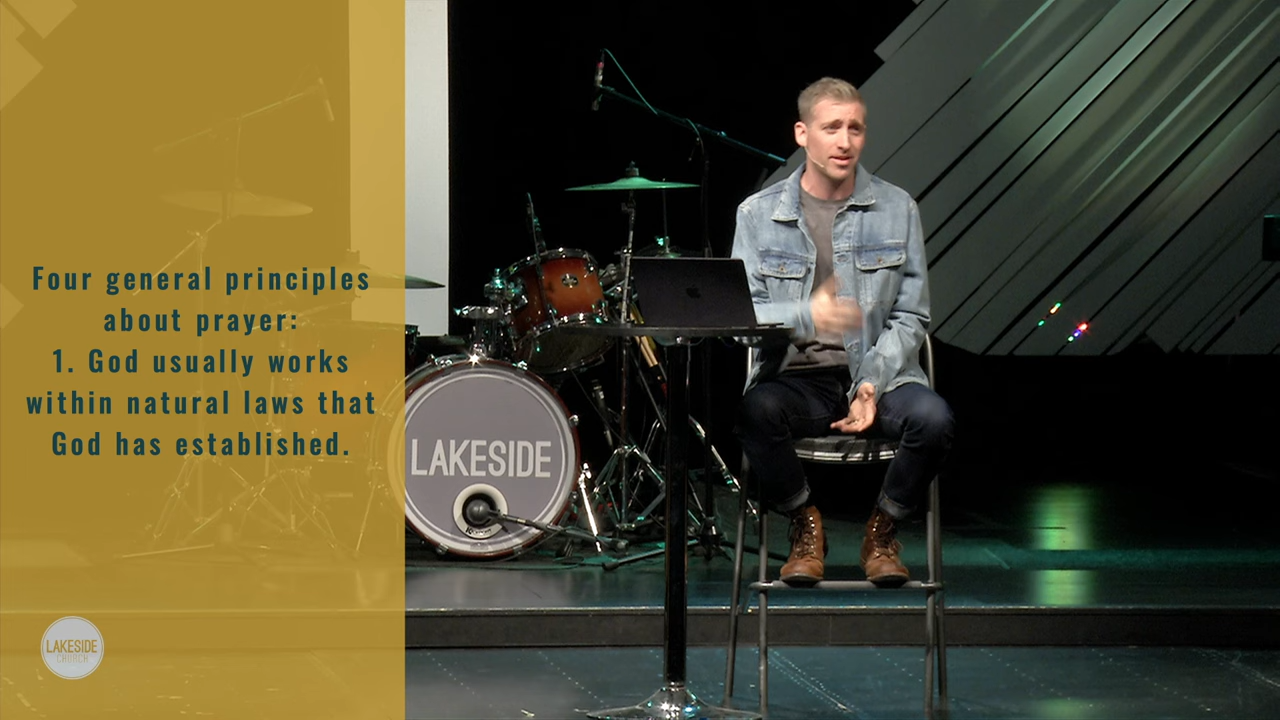 Four general principles
about prayer:
1. God usually works
within natural laws that
God has established.
LAKESIDE
LAKESIDE
CHURCH